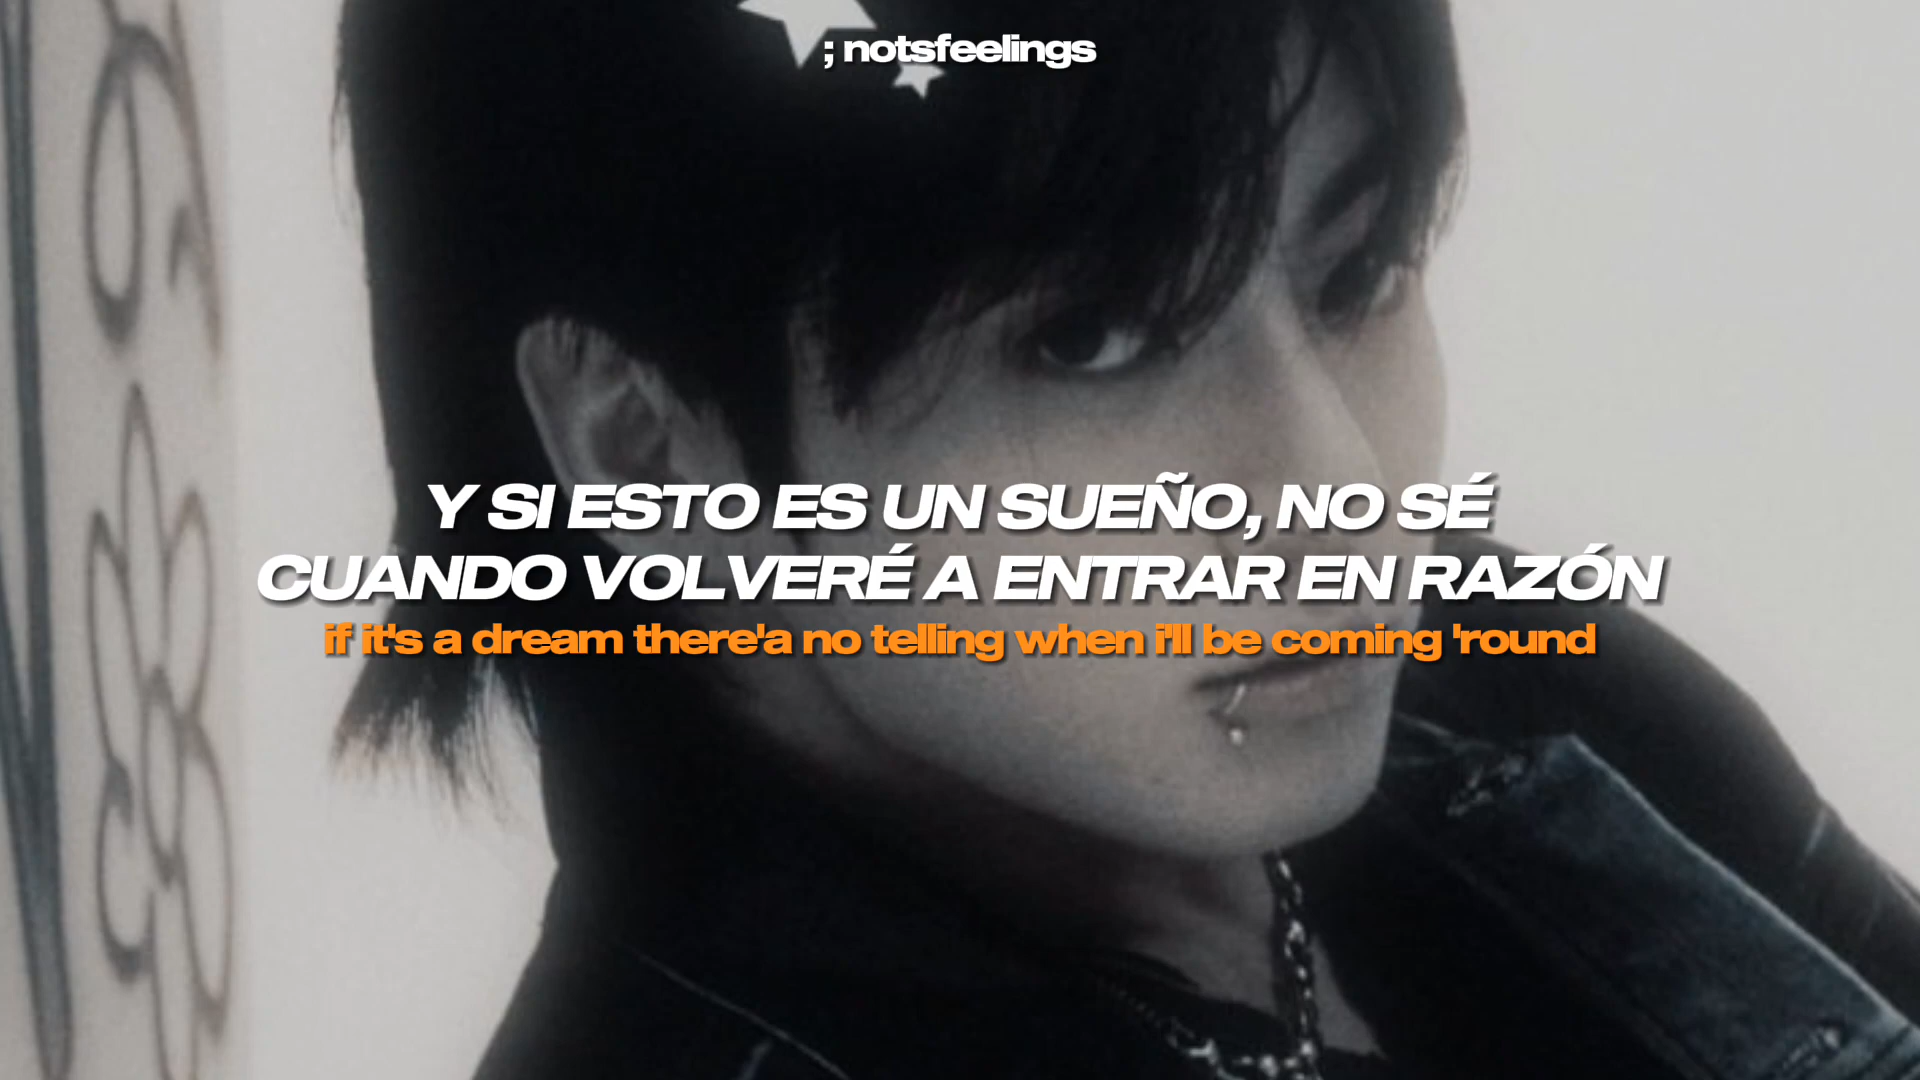 ; notsfeelings
Y SI ESTO ES UN SUEÑO, NO SÉ
CUANDO VOLVERÉ A ENTRAR EN RAZÓN
if it's a dream there'a no telling when i'll be coming 'round